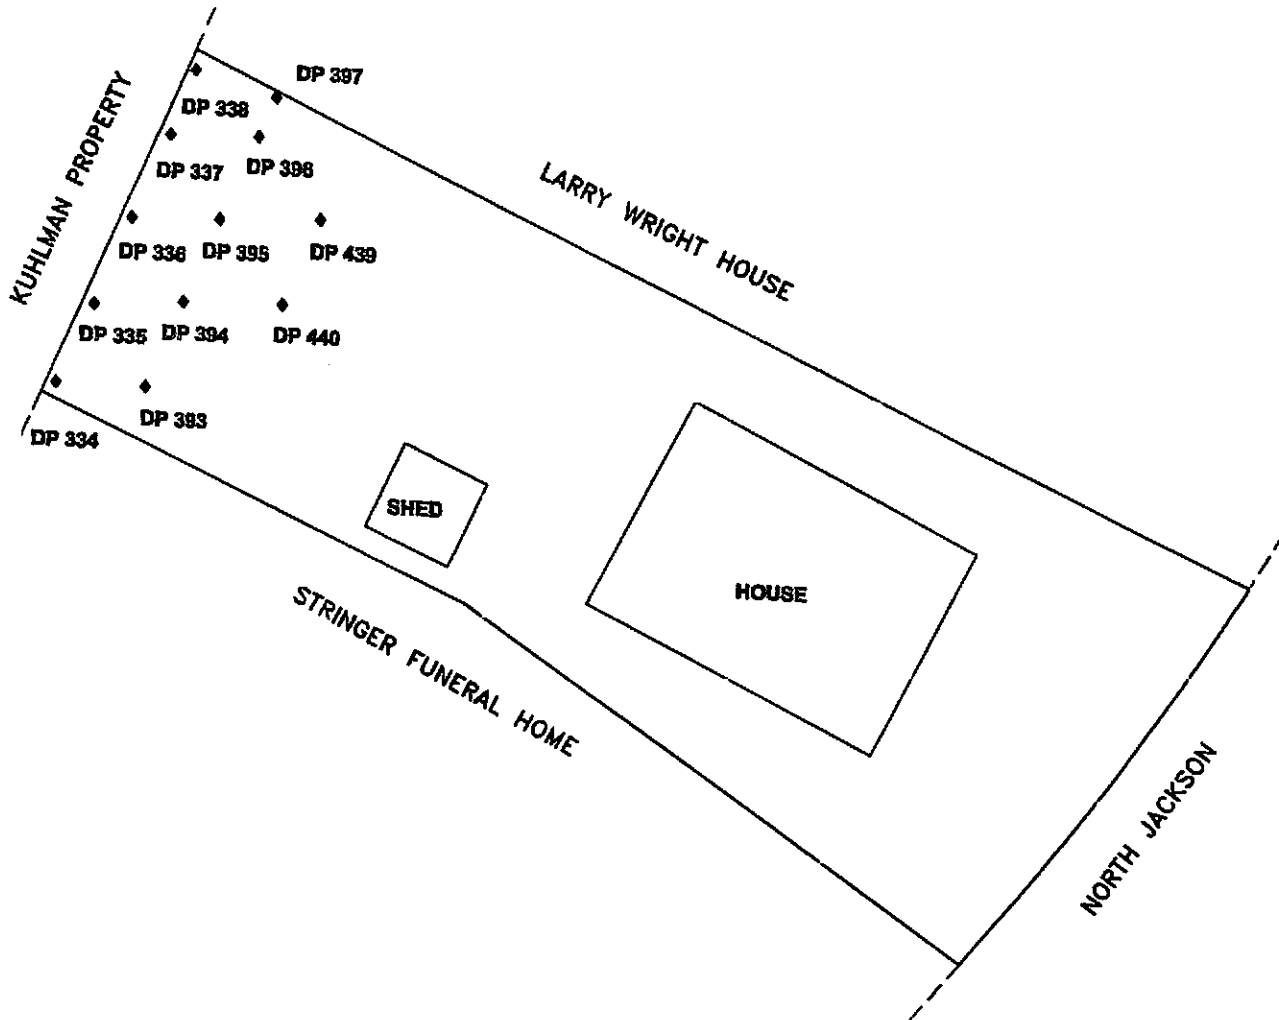 DP 397
DP 338
KUHLMAN PROPERTY
DP 337
DP 396
LARRY WRIGHT HOUSE
DP 336
DP 395
DP 439
DP 335
DP 394
DP 440
DP 393
DP 334
SHED
HOUSE
STRINGER FUNERAL HOME
NORTH JACKSON